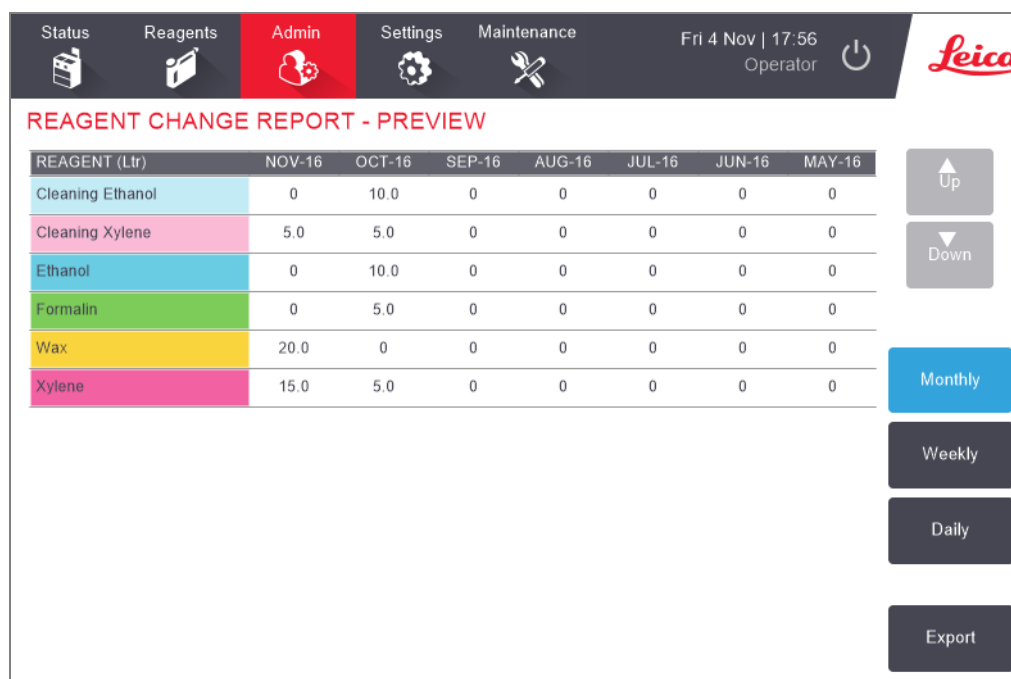 Status Reagents Admin Settings Maintenance Fri 4 Nov | 17:56
Operator
Leica
REAGENT CHANGE REPORT - PREVIEW
REAGENT (Ltr) NOV-16 OCT-16 SEP-16 AUG-16 JUL-16 JUN-16 MAY-16
Cleaning Ethanol 0 10.0 0 0 0 0 0
Cleaning Xylene 5.0 5.0 0 0 0 0 0
Ethanol 0 10.0 0 0 0 0 0
Formalin 0 5.0 0 0 0 0 0
Wax 20.0 0 0 0 0 0 0
Xylene 15.0 5.0 0 0 0 0 0
Up
Down
Monthly
Weekly
Daily
Export